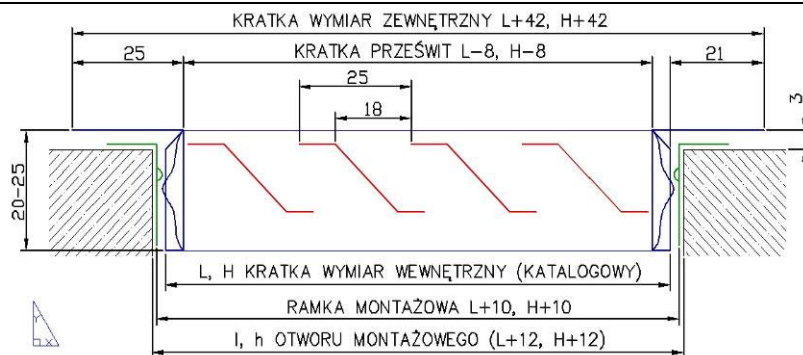 KRATKA WYMIAR ZEWNĘTRZNY L+42, H+42
25
KRATKA PRZEŚWIT L-8, H-8
21
25
3
18
20-25
L, H KRATKA WYMIAR WEWNĘTRZNY (KATALOGOWY)
RAMKA MONTAŻOWA L+10, H+10
I, h OTWORU MONTAŻOWEGO (L+12, H+12)
Y
X